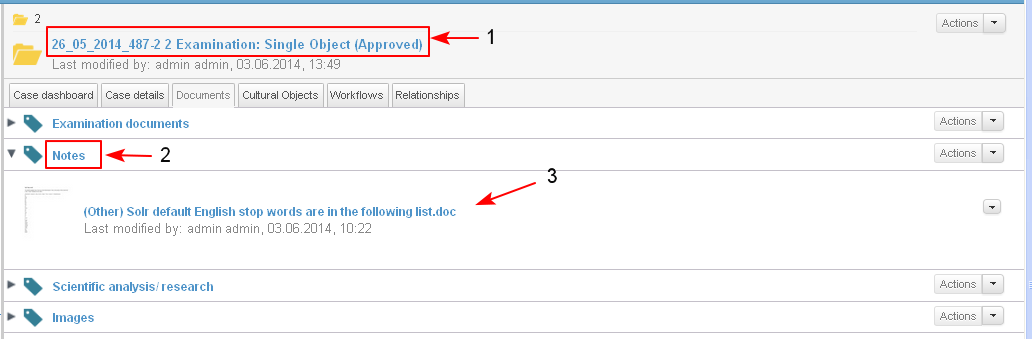 2
Actions
26_05_2014_487-2 2 Examination: Single Object (Approved)
1
Last modified by: admin admin, 03.06.2014, 13:49
Case dashboard Case details Documents Cultural Objects Workflows Relationships
Examination documents Actions
Notes 2 Actions
3
(Other) Solr default English stop words are in the following list.doc
Last modified by: admin admin, 03.06.2014, 10:22
Scientific analysis/ research Actions
Images Actions